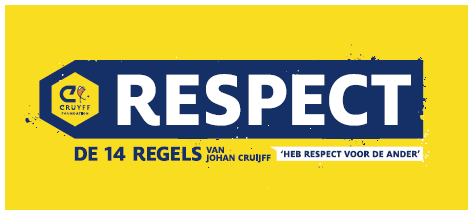 CRUYFF
FOUNDATION
RESPECT
DE 14 REGELS VAN JOHAN CRUIJFF 'HEB RESPECT VOOR DE ANDER'